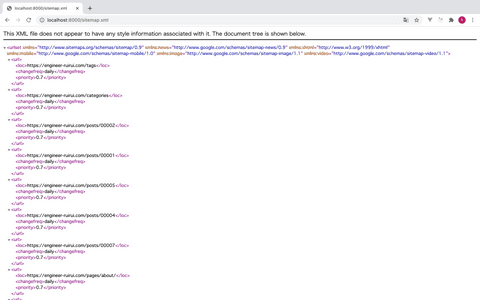 localhost:8000/sitemap.xml
localhost:8000/sitemap.xml
This XML file does not appear to have any style information associated with it. The document tree is shown below.
▼<urlset xmlns="http://www.sitemaps.org/schemas/sitemap/0.9" xmlns:news="http://www.google.com/schemas/sitemap-news/0.9" xmlns:xhtml="http://www.w3.org/1999/xhtml"
xmlns:mobile="http://www.google.com/schemas/sitemap-mobile/1.0" xmlns:image="http://www.google.com/schemas/sitemap-image/1.1" xmlns:video="http://www.google.com/schemas/sitemap-video/1.1">
▼<url>
<loc>https://engineer-ruirui.com/tags</loc>
<changefreq>daily</changefreq>
<priority>0.7</priority>
</url>
▼<url>
<loc>https://engineer-ruirui.com/categories</loc>
<changefreq>daily</changefreq>
<priority>0.7</priority>
</url>
▼<url>
<loc>https://engineer-ruirui.com/posts/00002</loc>
<changefreq>daily</changefreq>
<priority>0.7</priority>
</url>
▼<url>
<loc>https://engineer-ruirui.com/posts/00001</loc>
<changefreq>daily</changefreq>
<priority>0.7</priority>
</url>
▼<url>
<loc>https://engineer-ruirui.com/posts/00005</loc>
<changefreq>daily</changefreq>
<priority>0.7</priority>
</url>
▼<url>
<loc>https://engineer-ruirui.com/posts/00004</loc>
<changefreq>daily</changefreq>
<priority>0.7</priority>
</url>
▼<url>
<loc>https://engineer-ruirui.com/posts/00007</loc>
<changefreq>daily</changefreq>
<priority>0.7</priority>
</url>
▼<url>
<loc>https://engineer-ruirui.com/pages/about/</loc>
<changefreq>daily</changefreq>
<priority>0.7</priority>
</url>